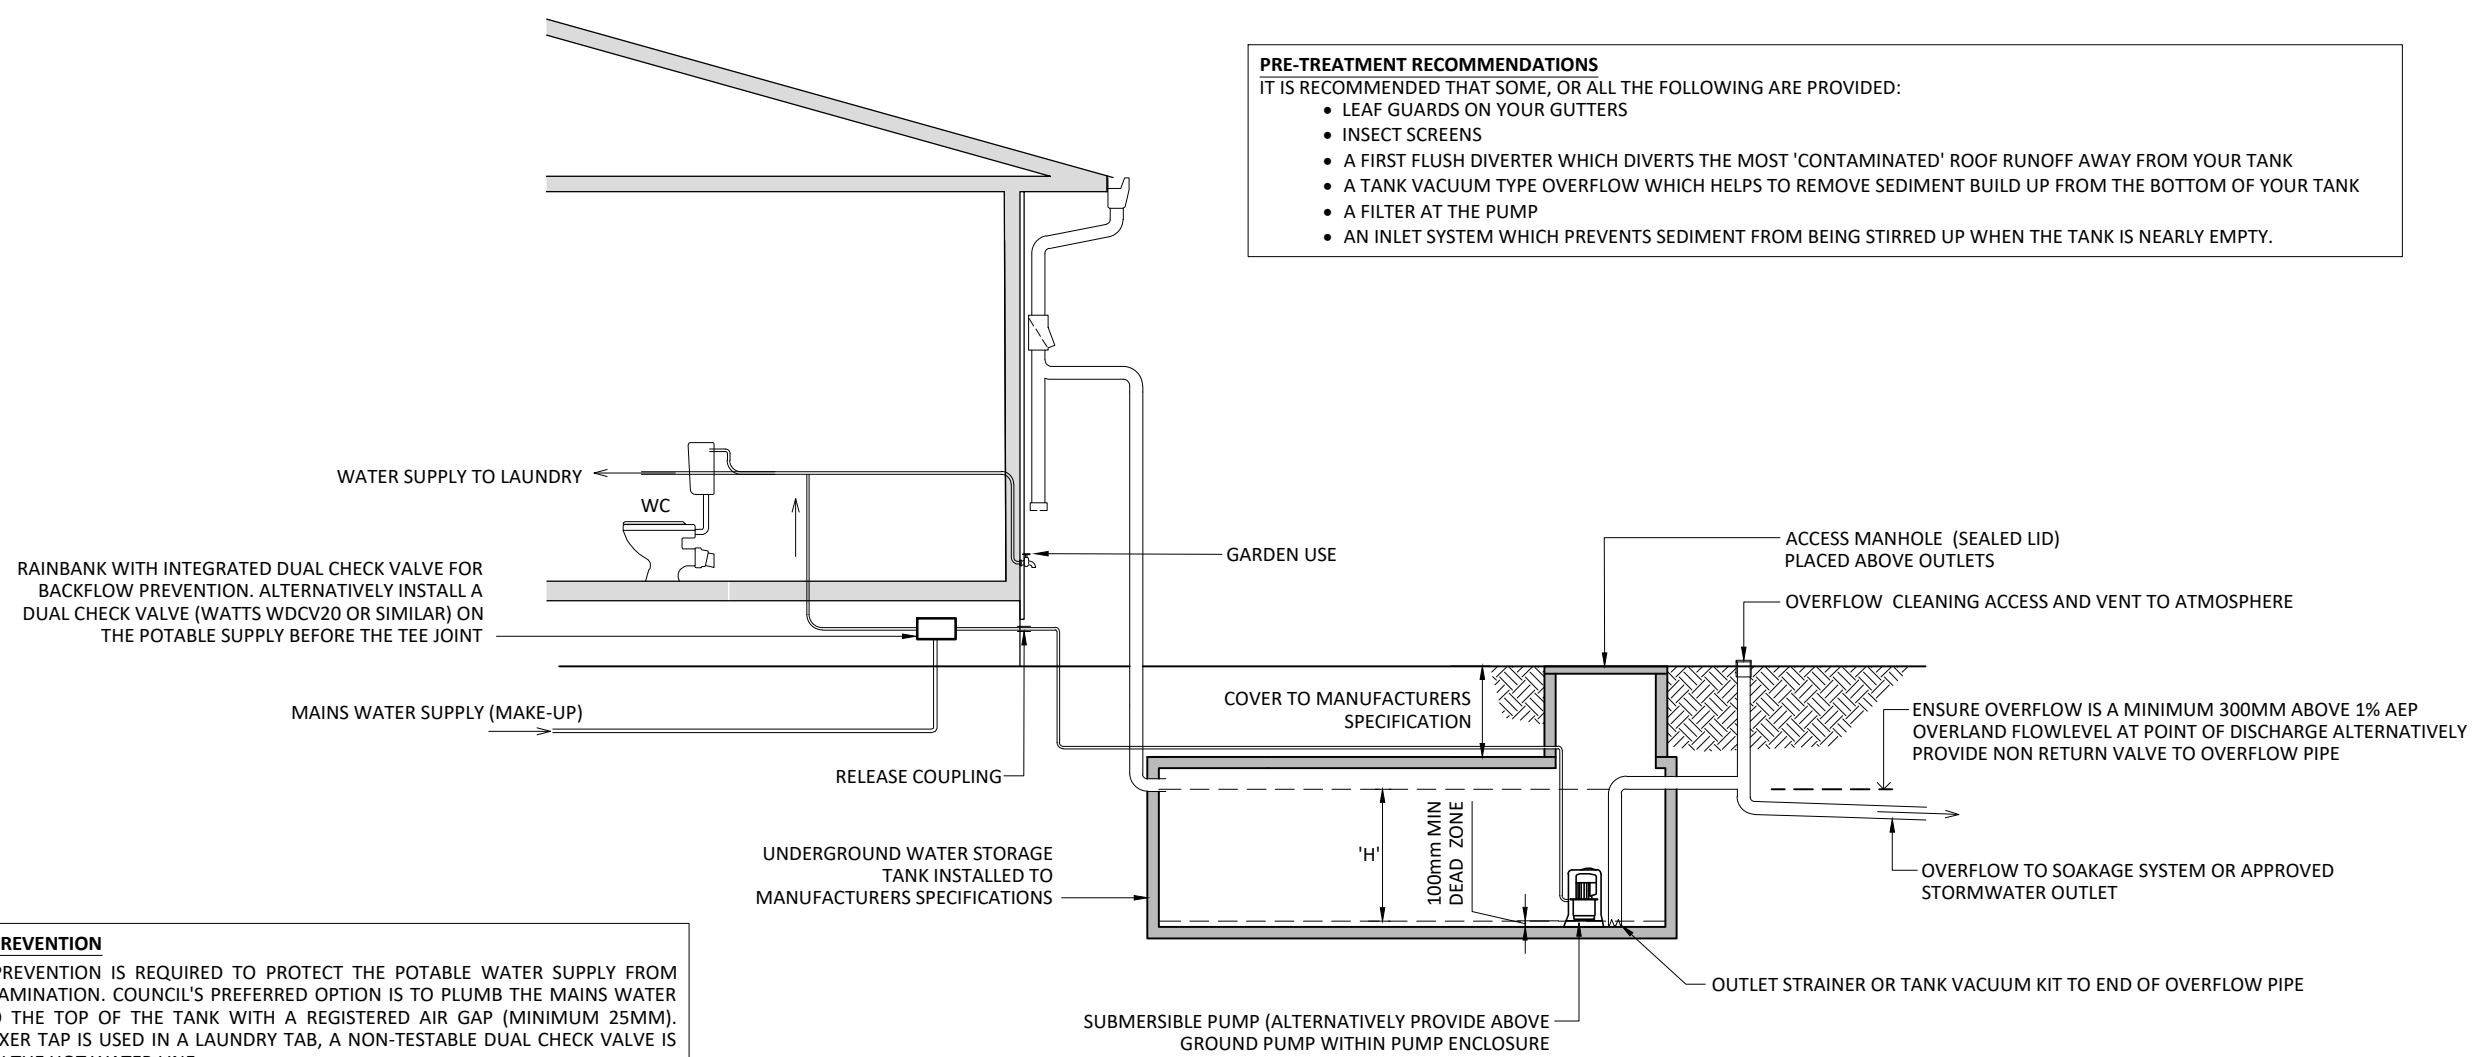 PRE-TREATMENT RECOMMENDATIONS
IT IS RECOMMENDED THAT SOME, OR ALL THE FOLLOWING ARE PROVIDED:
• LEAF GUARDS ON YOUR GUTTERS
• INSECT SCREENS
• A FIRST FLUSH DIVERTER WHICH DIVERTS THE MOST 'CONTAMINATED' ROOF RUNOFF AWAY FROM YOUR TANK
• A TANK VACUUM TYPE OVERFLOW WHICH HELPS TO REMOVE SEDIMENT BUILD UP FROM THE BOTTOM OF YOUR TANK
• A FILTER AT THE PUMP
• AN INLET SYSTEM WHICH PREVENTS SEDIMENT FROM BEING STIRRED UP WHEN THE TANK IS NEARLY EMPTY.
WATER SUPPLY TO LAUNDRY
WC
RAINBANK WITH INTEGRATED DUAL CHECK VALVE FOR
BACKFLOW PREVENTION. ALTERNATIVELY INSTALL A
DUAL CHECK VALVE (WATTS WDCV20 OR SIMILAR) ON
THE POTABLE SUPPLY BEFORE THE TEE JOINT
GARDEN USE
ACCESS MANHOLE (SEALED LID)
PLACED ABOVE OUTLETS
OVERFLOW CLEANING ACCESS AND VENT TO ATMOSPHERE
MAINS WATER SUPPLY (MAKE-UP)
COVER TO MANUFACTURERS
SPECIFICATION
ENSURE OVERFLOW IS A MINIMUM 300MM ABOVE 1% AEP
OVERLAND FLOWLEVEL AT POINT OF DISCHARGE ALTERNATIVELY
PROVIDE NON RETURN VALVE TO OVERFLOW PIPE
RELEASE COUPLING
UNDERGROUND WATER STORAGE
TANK INSTALLED TO
MANUFACTURERS SPECIFICATIONS
'H'
100mm MIN
DEAD ZONE
OVERFLOW TO SOAKAGE SYSTEM OR APPROVED
STORMWATER OUTLET
OUTLET STRAINER OR TANK VACUUM KIT TO END OF OVERFLOW PIPE
SUBMERSIBLE PUMP (ALTERNATIVELY PROVIDE ABOVE
GROUND PUMP WITHIN PUMP ENCLOSURE
REVENTION
PREVENTION IS REQUIRED TO PROTECT THE POTABLE WATER SUPPLY FROM
AMINATION. COUNCIL'S PREFERRED OPTION IS TO PLUMB THE MAINS WATER
THE TOP OF THE TANK WITH A REGISTERED AIR GAP (MINIMUM 25MM).
XER TAP IS USED IN A LAUNDRY TAB, A NON-TESTABLE DUAL CHECK VALVE IS